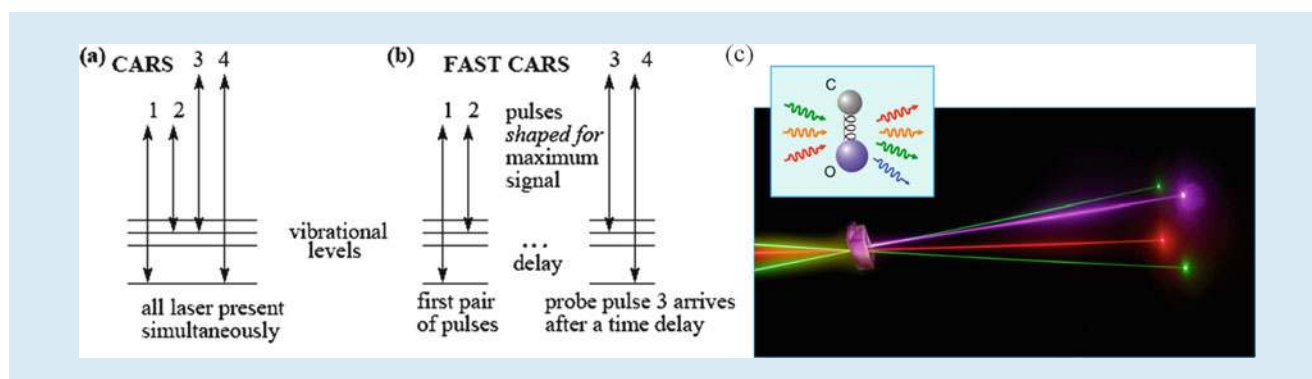 (a) CARS
3 4
1 2
vibrational
levels
all laser present
simultaneously
(b) FAST CARS
3 4
1 2
pulses
shaped for
maximum
signal
...
delay
first pair
of pulses
probe pulse 3 arrives
after a time delay
(c)
C
O